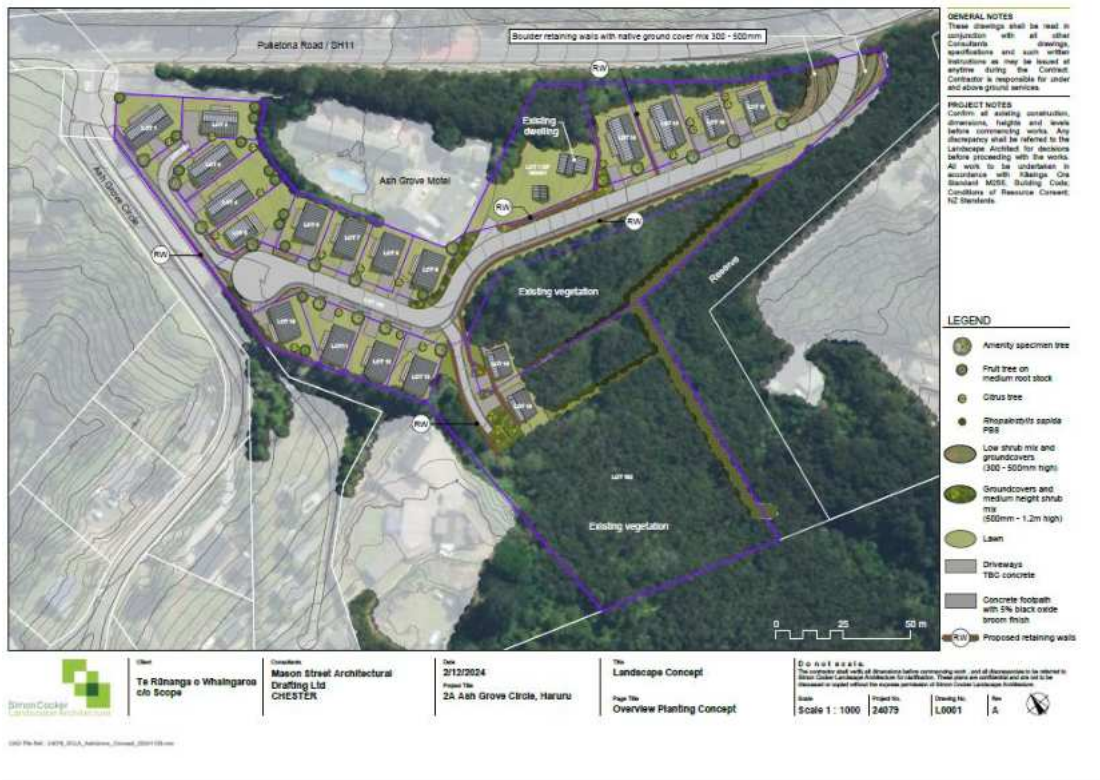 Puketona Road / SH11
Boulder retaining walls with native ground cover mix 300 - 500mm
RW
Existing
dwelling
Ash Grove Motel
Ash Grove Circle
LOT 1
LOT 7
RW
RW
RW
Existing vegetation
Reserve
RW
Existing vegetation
GENERAL NOTES
These drawings shall be read in
conjunction with all other
Consultants drawings,
specifications and such written
instructions as may be issued at
anytime during the Contract.
Contractor is responsible for under
and above ground services.
PROJECT NOTES
Confirm all existing construction,
dimensions, heights and levels
before commencing works. Any
discrepancy shall be referred to the
Landscape Architect for decisions
before proceeding with the works.
All work to be undertaken in
accordance with Kāinga Ora
Standard M255, Building Code;
Conditions of Resource Consent;
NZ Standards.
LEGEND
Amenity specimen tree
Fruit tree on
medium root stock
Citrus tree
Rhopalostylis sapida
PB8
Low shrub mix and
groundcovers
(300 - 500mm high)
Groundcovers and
medium height shrub
mix
(500mm - 1.2m high)
Lawn
Driveways
TBC concrete
Concrete footpath
with 5% black oxide
broom finish
RW Proposed retaining walls
0 25 50 m
Simon Cocker
Landscape Architecture
Client
Te Rūnanga o Whaingaroa
c/o Scope
Consultants
Mason Street Architectural
Drafting Ltd
CHESTER
Date
2/12/2024
Project Title
2A Ash Grove Circle, Haruru
Title
Landscape Concept
Page Title
Overview Planting Concept
Do not scale.
Scale
Scale 1 : 1000
Project No.
24079
Drawing No.
L0001
Rev
A